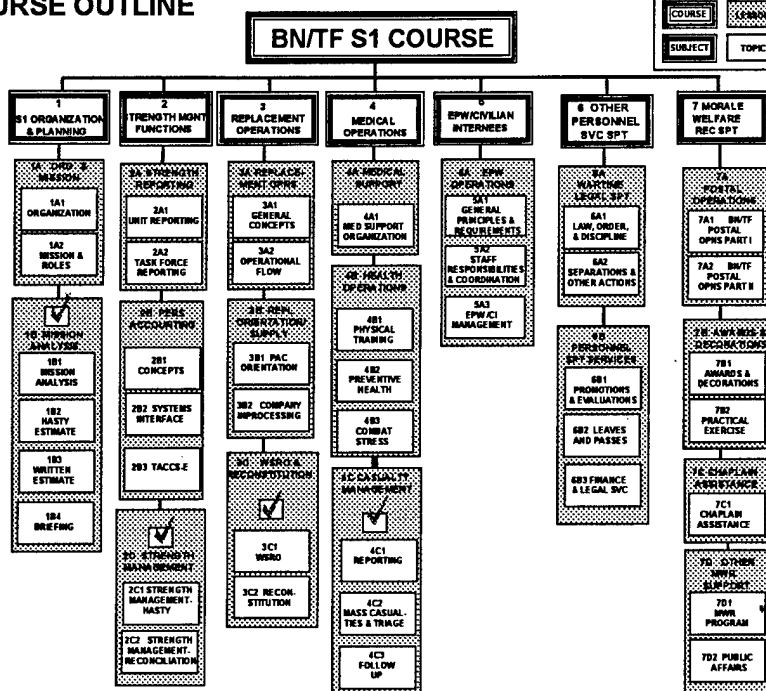 URSE OUTLINE
COURSE
SUBJECT
TOPIC
BN/TF S1 COURSE
1
S1 ORGANIZATION
& PLANNING
1A ORG &
MISSION
1A1
ORGANIZATION
1A2
MISSION &
ROLES
1B MISSION
ANALYSIS
1B1
MISSION
ANALYSIS
1B2
HASTY
ESTIMATE
1B3
WRITTEN
ESTIMATE
1B4
BRIEFING
2
STRENGTH MGNT
FUNCTIONS
2A STRENGTH
REPORTING
2A1
UNIT REPORTING
2A2
TASK FORCE
REPORTING
2B PERS
ACCOUNTING
2B1
CONCEPTS
2B2 SYSTEMS
INTERFACE
2B3 TACCS-E
2C STRENGTH
MANAGEMENT
2C1 STRENGTH
MANAGEMENT-
HASTY
2C2 STRENGTH
MANAGEMENT-
RECONCILIATION
3
REPLACEMENT
OPERATIONS
3A REPLACE-
MENT OPNS
3A1
GENERAL
CONCEPTS
3A2
OPERATIONAL
FLOW
3B REPL
ORIENTATION/
SUPPLY
3B1 PAC
ORIENTATION
3B2 COMPANY
INPROCESSING
3C WSRO &
RECONSTITUTION
3C1
WSRO
3C2 RECON-
STITUTION
4
MEDICAL
OPERATIONS
4A MEDICAL
SUPPORT
4A1
MED SUPPORT
ORGANIZATION
4B HEALTH
OPERATIONS
4B1
PHYSICAL
TRAINING
4B2
PREVENTIVE
HEALTH
4B3
COMBAT
STRESS
4C CASUALTY
MANAGEMENT
4C1
REPORTING
4C2
MASS CASUAL-
TIES & TRIAGE
4C3
FOLLOW
UP
5
EPW/CIVILIAN
INTERNEES
5A EPW
OPERATIONS
5A1
GENERAL
PRINCIPLES &
REQUIREMENTS
5A2
STAFF
RESPONSIBILITIES
& COORDINATION
5A3
EPW/CI
MANAGEMENT
6 OTHER
PERSONNEL
SVC SPT
6A
WARTIME
LEGAL SPT
6A1
LAW, ORDER,
& DISCIPLINE
6A2
SEPARATIONS &
OTHER ACTIONS
6B
PERSONNEL
SPT SERVICES
6B1
PROMOTIONS
& EVALUATIONS
6B2 LEAVES
AND PASSES
6B3 FINANCE
& LEGAL SVC
7 MORALE
WELFARE
REC SPT
7A
POSTAL
OPERATIONS
7A1 BN/TF
POSTAL
OPNS PART I
7A2 BN/TF
POSTAL
OPNS PART II
7B AWARDS &
DECORATIONS
7B1
AWARDS &
DECORATIONS
7B2
PRACTICAL
EXERCISE
7C CHAPLAIN
ASSISTANCE
7C1
CHAPLAIN
ASSISTANCE
7D OTHER
MWR
SUPPORT
7D1
MWR
PROGRAM
7D2 PUBLIC
AFFAIRS